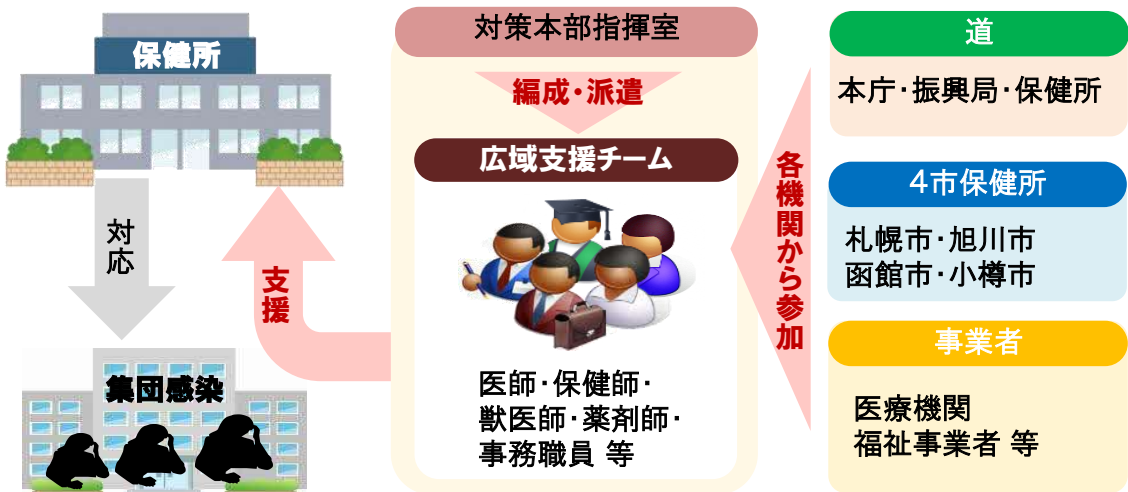 保健所
対応
集団感染
支援
対策本部指揮室
編成・派遣
広域支援チーム
医師・保健師・
獣医師・薬剤師・
事務職員 等
各機関から参加
道
本庁・振興局・保健所
4市保健所
札幌市・旭川市
函館市・小樽市
事業者
医療機関
福祉事業者 等